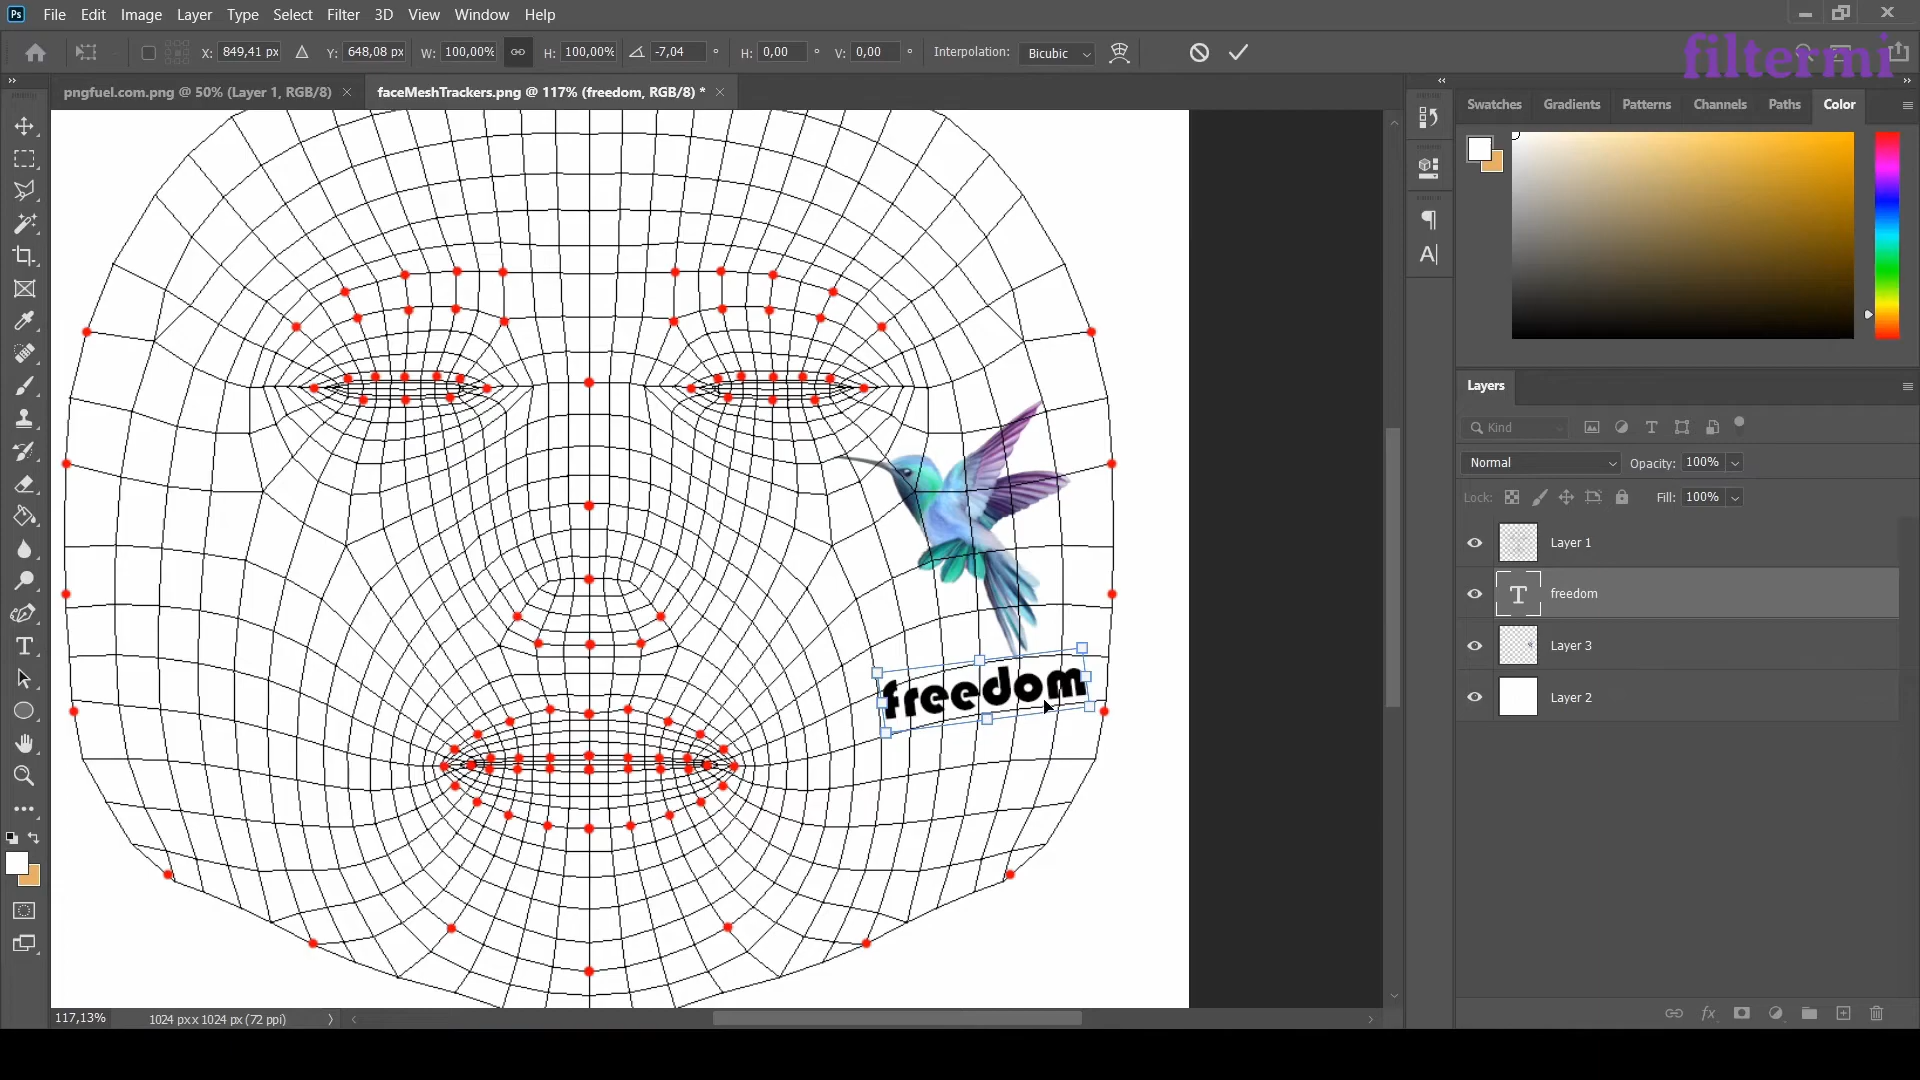 Ps File Edit Image Layer Type Select Filter 3D View Window Help
X: 849,41 px Y: 648,08 px W: 100,00% H: 100,00% -7,04 ° H: 0,00 ° V: 0,00 ° Interpolation: Bicubic
filtermi
pngfuel.com.png @ 50% (Layer 1, RGB/8) × faceMeshTrackers.png @ 117% (freedom, RGB/8) * ×
Swatches Gradients Patterns Channels Paths Color
Layers
Kind
Normal Opacity: 100%
Lock: Fill: 100%
Layer 1
freedom
Layer 3
Layer 2
freedom
117,13% 1024 px x 1024 px (72 ppi)